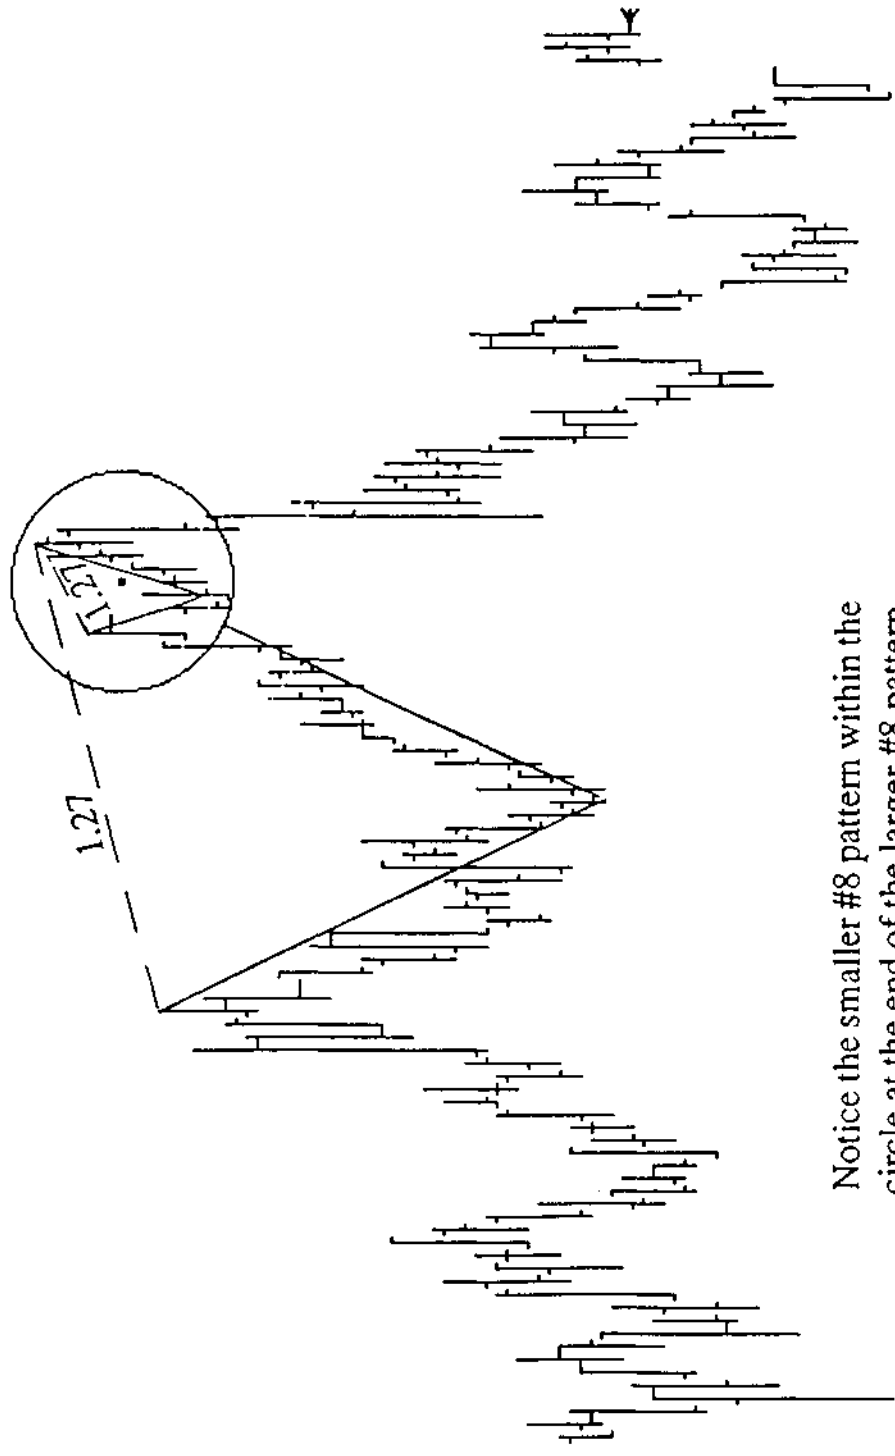 1.27
1.27
Notice the smaller #8 pattern within the
circle at the end of the larger #8 pattern